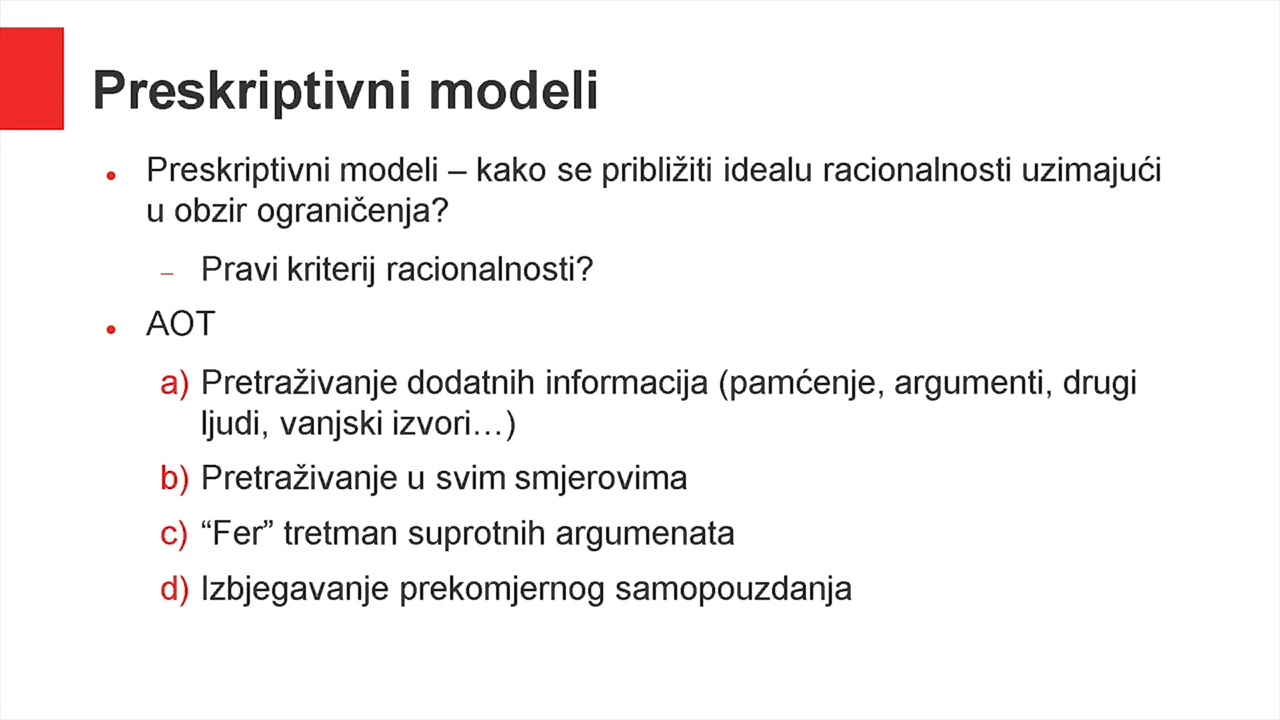 Preskriptivni modeli
• Preskriptivni modeli – kako se približiti idealu racionalnosti uzimajući
u obzir ograničenja?
– Pravi kriterij racionalnosti?
• AOT
a) Pretraživanje dodatnih informacija (pamćenje, argumenti, drugi
ljudi, vanjski izvori…)
b) Pretraživanje u svim smjerovima
c) “Fer” tretman suprotnih argumenata
d) Izbjegavanje prekomjernog samopouzdanja